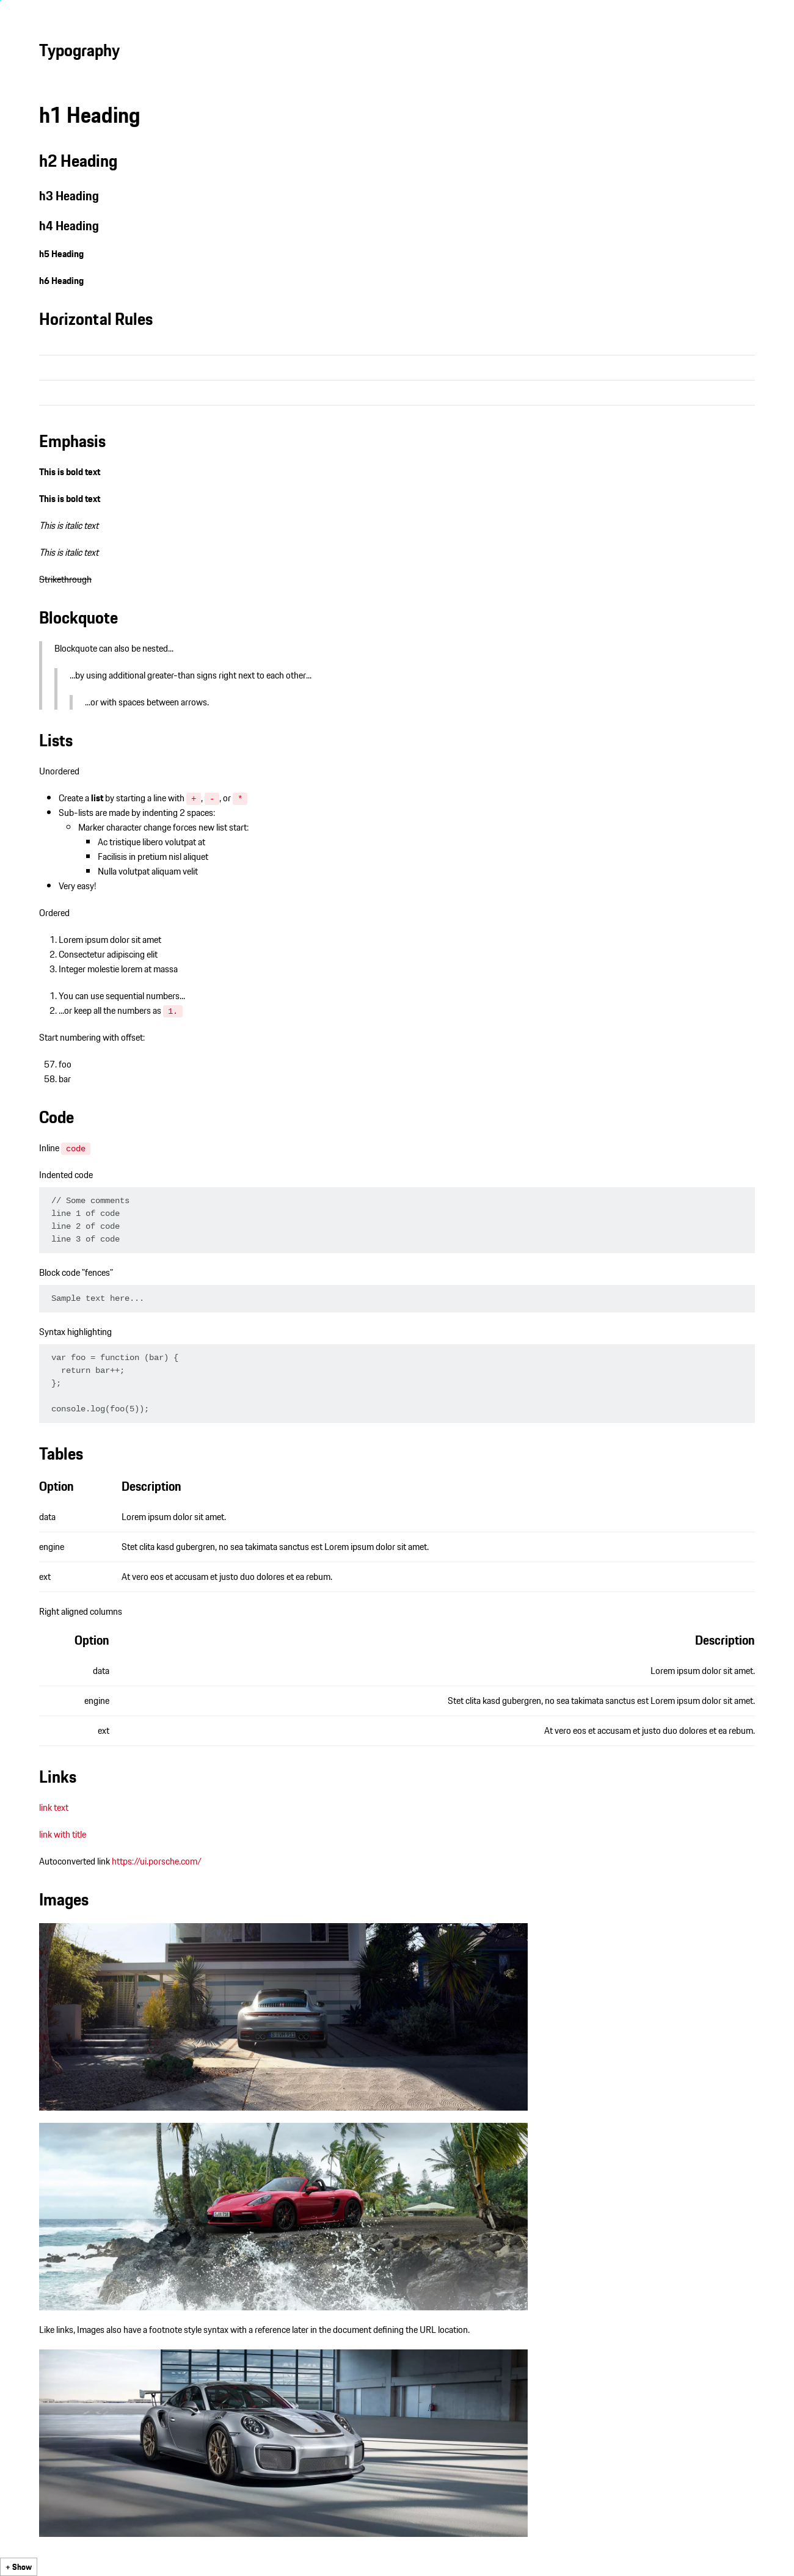 Typography
h1 Heading
h2 Heading
h3 Heading
h4 Heading
h5 Heading
h6 Heading
Horizontal Rules
Emphasis
This is bold text
This is bold text
This is italic text
This is italic text
Strikethrough
Blockquote
Blockquote can also be nested...
...by using additional greater-than signs right next to each other...
...or with spaces between arrows.
Lists
Unordered
Create a list by starting a line with +, -, or *
Sub-lists are made by indenting 2 spaces:
Marker character change forces new list start:
Ac tristique libero volutpat at
Facilisis in pretium nisl aliquet
Nulla volutpat aliquam velit
Very easy!
Ordered
1. Lorem ipsum dolor sit amet
2. Consectetur adipiscing elit
3. Integer molestie lorem at massa
1. You can use sequential numbers...
2. ...or keep all the numbers as 1.
Start numbering with offset:
57. foo
58. bar
Code
Inline code
Indented code
// Some comments
line 1 of code
line 2 of code
line 3 of code
Block code "fences"
Sample text here...
Syntax highlighting
var foo = function (bar) {
  return bar++;
};
console.log(foo(5));
Tables
Option Description
data Lorem ipsum dolor sit amet.
engine Stet clita kasd gubergren, no sea takimata sanctus est Lorem ipsum dolor sit amet.
ext At vero eos et accusam et justo duo dolores et ea rebum.
Right aligned columns
Option Description
data Lorem ipsum dolor sit amet.
engine Stet clita kasd gubergren, no sea takimata sanctus est Lorem ipsum dolor sit amet.
ext At vero eos et accusam et justo duo dolores et ea rebum.
Links
link text
link with title
Autoconverted link https://ui.porsche.com/
Images
Like links, Images also have a footnote style syntax with a reference later in the document defining the URL location.
+ Show